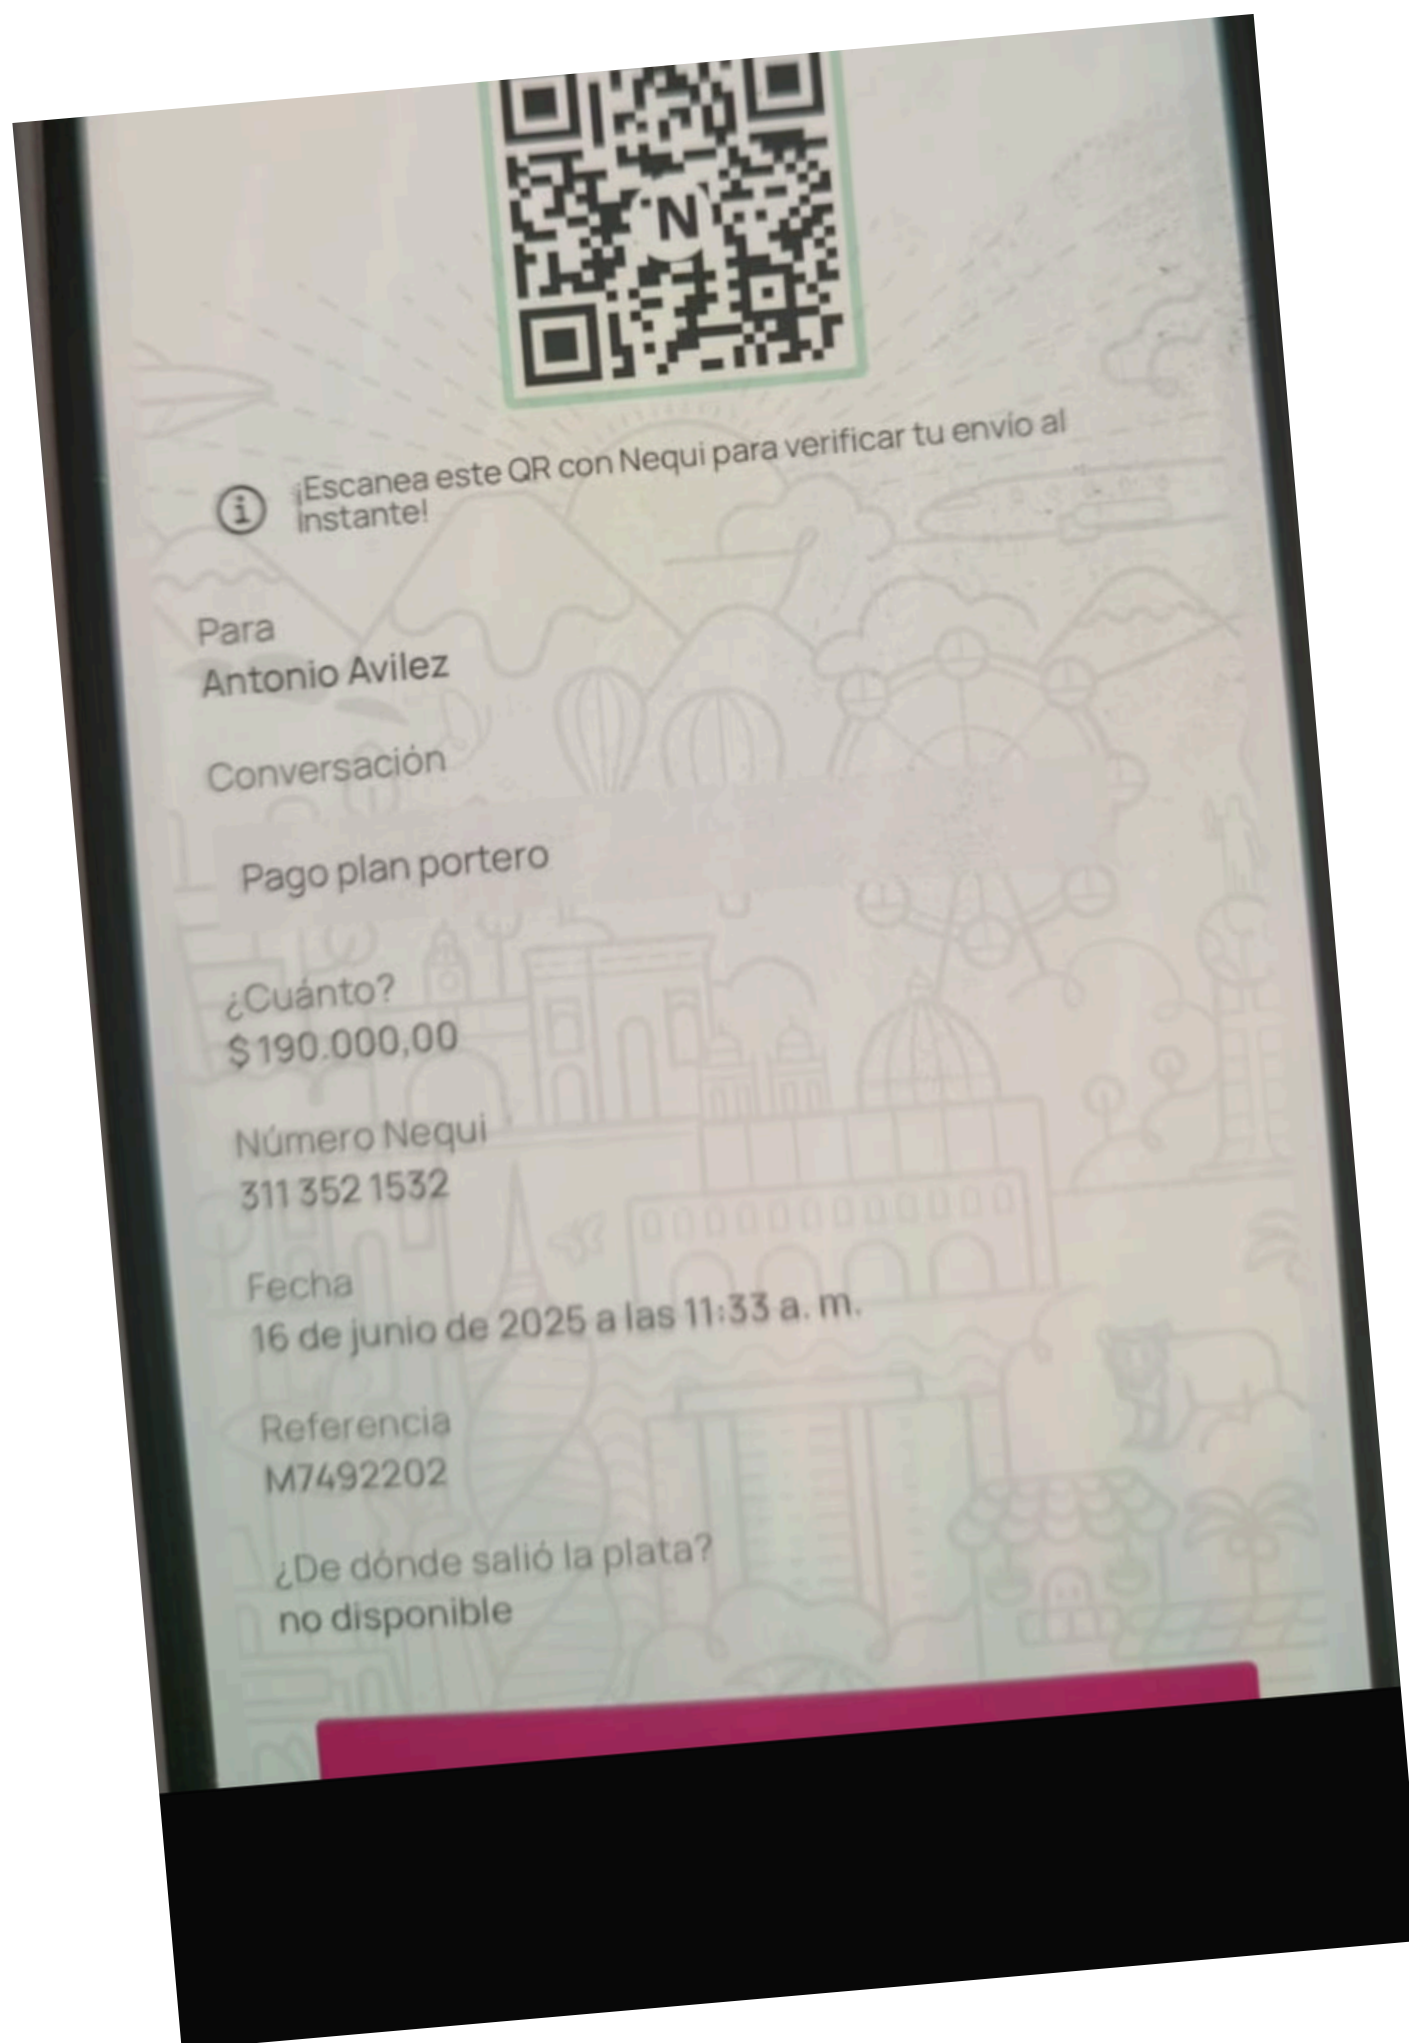 N
¡Escanea este QR con Nequi para verificar tu envío al
instante!
Para
Antonio Avilez
Conversación
Pago plan portero
¿Cuánto?
$ 190.000,00
Número Nequi
311 352 1532
Fecha
16 de junio de 2025 a las 11:33 a. m.
Referencia
M7492202
¿De dónde salió la plata?
no disponible